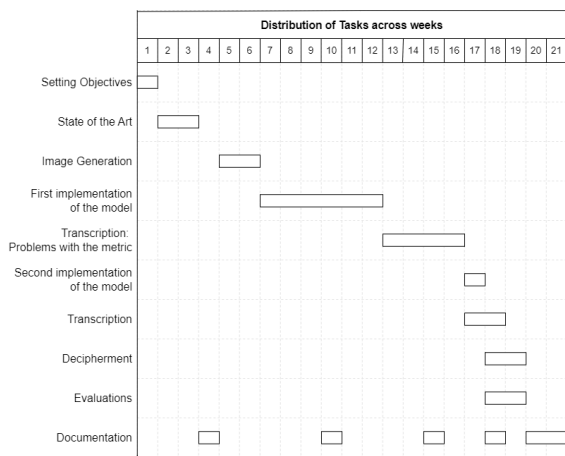 Distribution of Tasks across weeks
1 2 3 4 5 6 7 8 9 10 11 12 13 14 15 16 17 18 19 20 21
Setting Objectives
State of the Art
Image Generation
First implementation
of the model
Transcription:
Problems with the metric
Second implementation
of the model
Transcription
Decipherment
Evaluations
Documentation